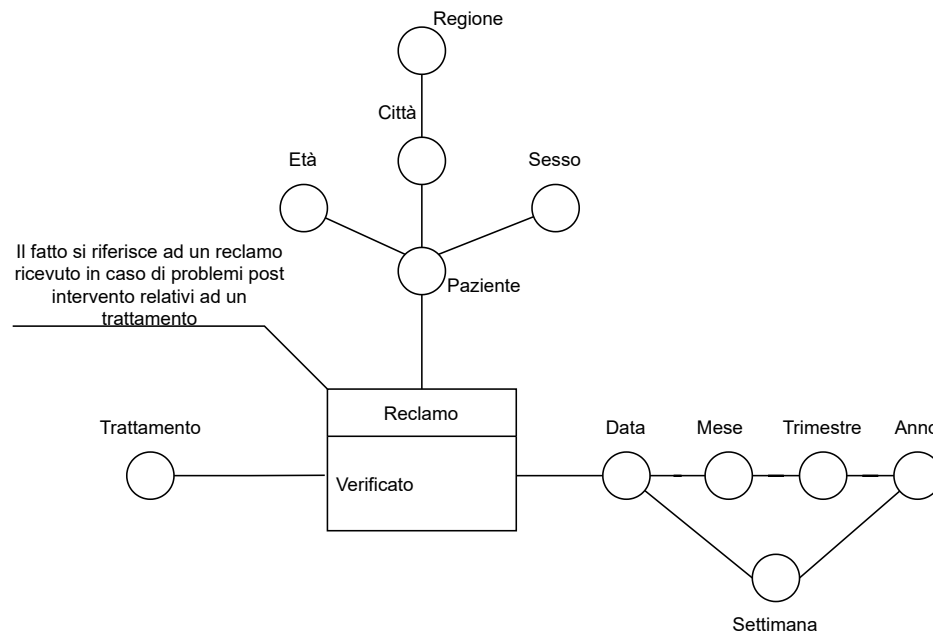 Regione
Città
Età
Sesso
Il fatto si riferisce ad un reclamo
ricevuto in caso di problemi post
intervento relativi ad un
trattamento
Paziente
Reclamo
Trattamento
Data
Mese
Trimestre
Anno
Verificato
Settimana